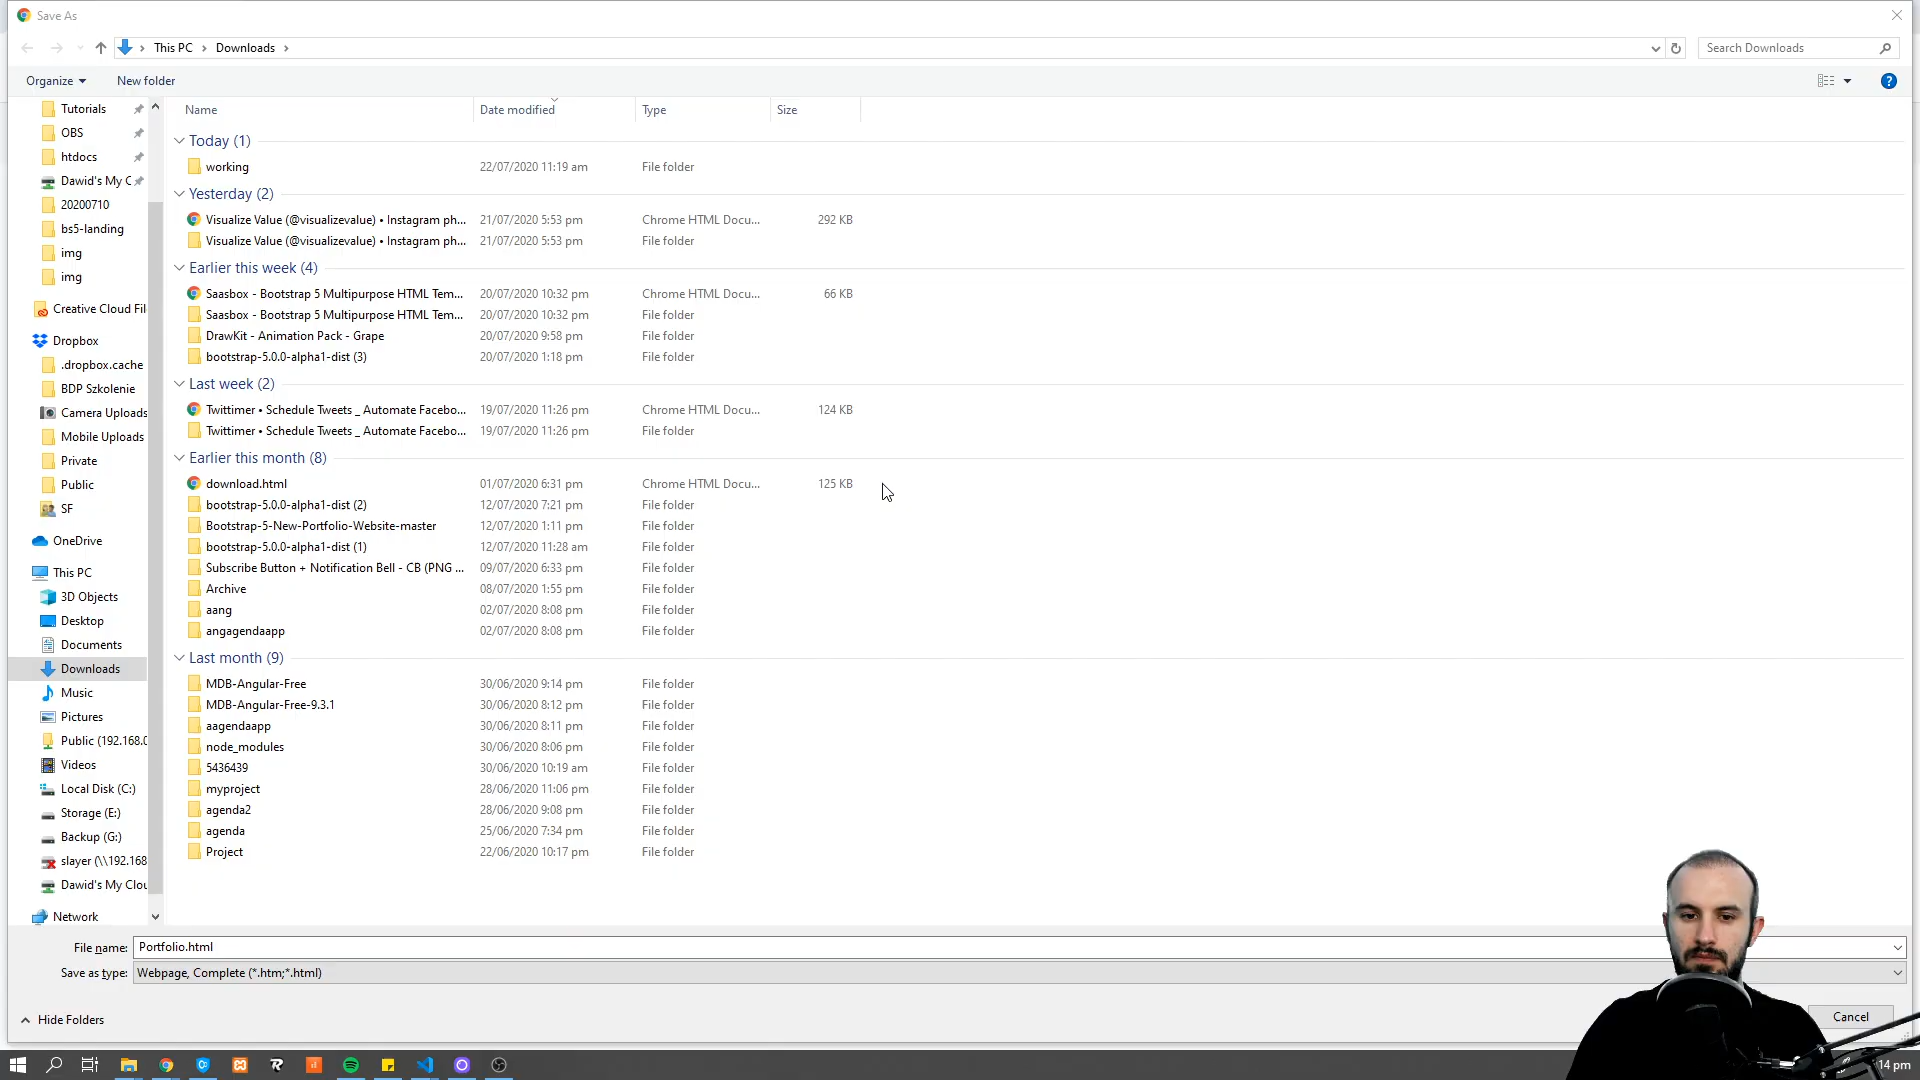 Save As
This PC
Downloads
Search Downloads
Organize
New folder
?
Name
Date modified
Type
Size
Tutorials
OBS
htdocs
Dawid's My C
20200710
bs5-landing
img
img
Creative Cloud Fil
Dropbox
.dropbox.cache
BDP Szkolenie
Camera Uploads
Mobile Uploads
Private
Public
SF
OneDrive
This PC
3D Objects
Desktop
Documents
Downloads
Music
Pictures
Public (192.168.0
Videos
Local Disk (C:)
Storage (E:)
Backup (G:)
slayer (\\192.168
Dawid's My Clou
Network
Today (1)
working 22/07/2020 11:19 am File folder
Yesterday (2)
Visualize Value (@visualizevalue) • Instagram ph... 21/07/2020 5:53 pm Chrome HTML Docu... 292 KB
Visualize Value (@visualizevalue) • Instagram ph... 21/07/2020 5:53 pm File folder
Earlier this week (4)
Saasbox - Bootstrap 5 Multipurpose HTML Tem... 20/07/2020 10:32 pm Chrome HTML Docu... 66 KB
Saasbox - Bootstrap 5 Multipurpose HTML Tem... 20/07/2020 10:32 pm File folder
DrawKit - Animation Pack - Grape 20/07/2020 9:58 pm File folder
bootstrap-5.0.0-alpha1-dist (3) 20/07/2020 1:18 pm File folder
Last week (2)
Twittimer • Schedule Tweets _ Automate Facebo... 19/07/2020 11:26 pm Chrome HTML Docu... 124 KB
Twittimer • Schedule Tweets _ Automate Facebo... 19/07/2020 11:26 pm File folder
Earlier this month (8)
download.html 01/07/2020 6:31 pm Chrome HTML Docu... 125 KB
bootstrap-5.0.0-alpha1-dist (2) 12/07/2020 7:21 pm File folder
Bootstrap-5-New-Portfolio-Website-master 12/07/2020 1:11 pm File folder
bootstrap-5.0.0-alpha1-dist (1) 12/07/2020 11:28 am File folder
Subscribe Button + Notification Bell - CB (PNG ... 09/07/2020 6:33 pm File folder
Archive 08/07/2020 1:55 pm File folder
aang 02/07/2020 8:08 pm File folder
angagendaapp 02/07/2020 8:08 pm File folder
Last month (9)
MDB-Angular-Free 30/06/2020 9:14 pm File folder
MDB-Angular-Free-9.3.1 30/06/2020 8:12 pm File folder
aagendaapp 30/06/2020 8:11 pm File folder
node_modules 30/06/2020 8:06 pm File folder
5436439 30/06/2020 10:19 am File folder
myproject 28/06/2020 11:06 pm File folder
agenda2 28/06/2020 9:08 pm File folder
agenda 25/06/2020 7:34 pm File folder
Project 22/06/2020 10:17 pm File folder
File name: Portfolio.html
Save as type: Webpage, Complete (*.htm;*.html)
Hide Folders
Cancel
14 pm